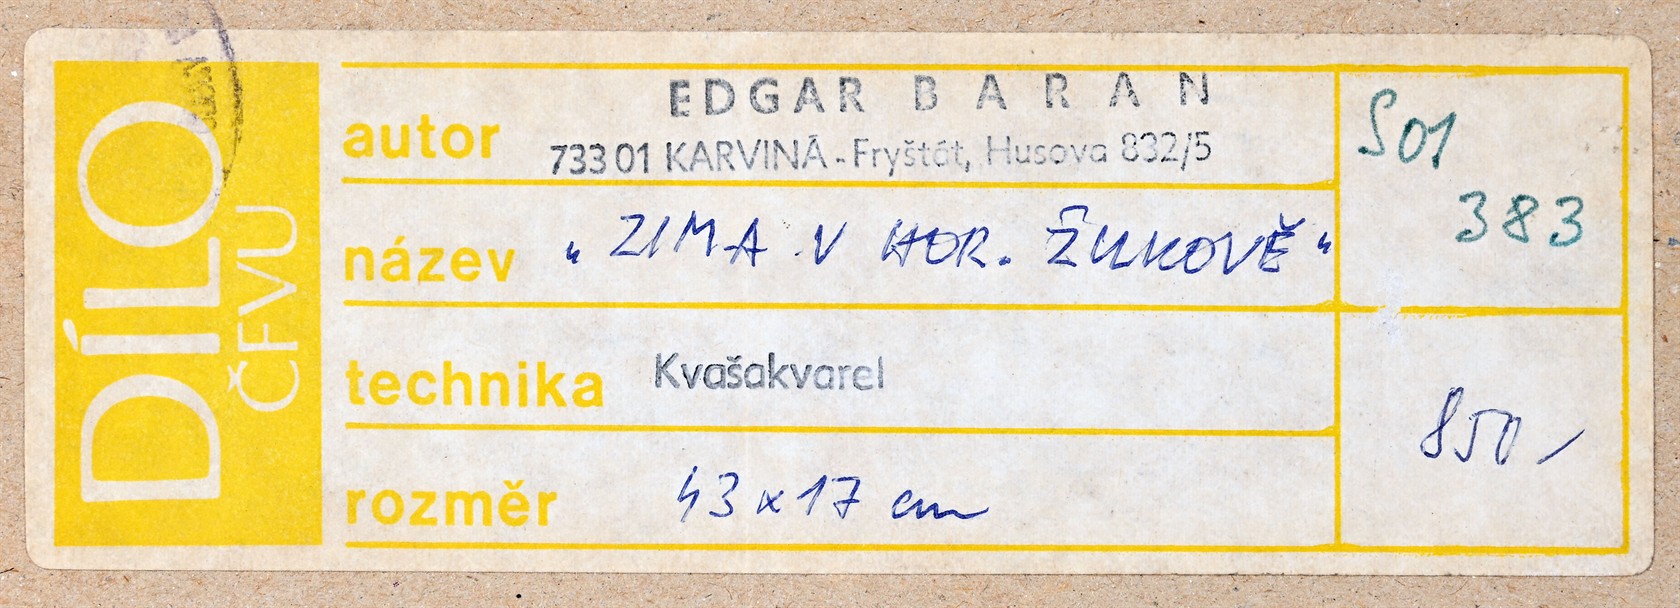 DÍLO
ČFVU
autor EDGAR BARAN
733 01 KARVINÁ - Fryštát, Husova 832/5
S01
383
název „ZIMA V HOR. ŽUKOVĚ"
technika Kvašakvarel
850,-
rozměr 43 x 17 cm